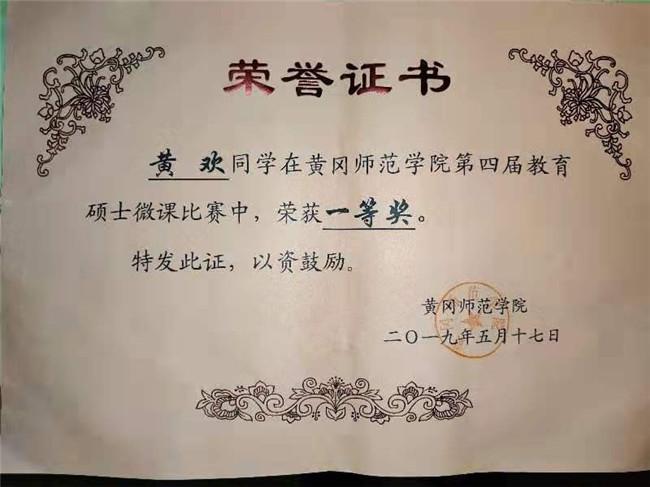 荣誉证书
黄欢同学在黄冈师范学院第四届教育
硕士微课比赛中，荣获一等奖。
特发此证，以资鼓励。
黄冈师范学院
二〇一九年五月十七日